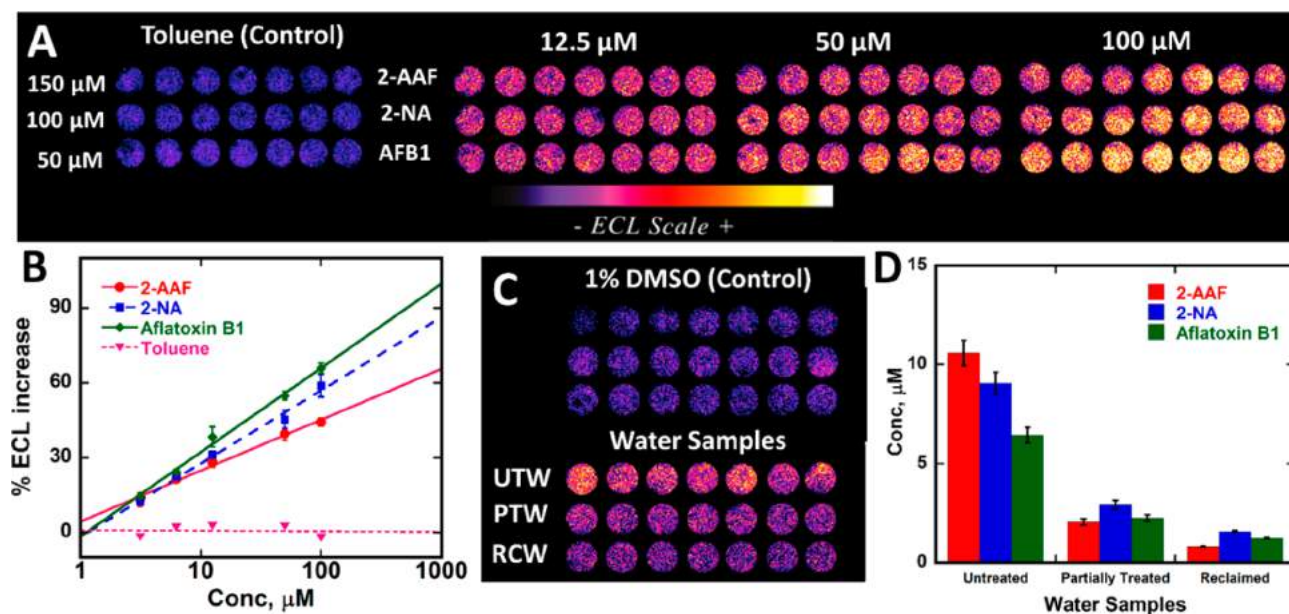 A
Toluene (Control)
12.5 μM
50 μM
100 μM
150 μM
2-AAF
100 μM
2-NA
50 μM
AFB1
- ECL Scale +
B
2-AAF
2-NA
Aflatoxin B1
Toluene
% ECL increase
90
60
30
0
1
10
100
1000
Conc, μM
C
1% DMSO (Control)
Water Samples
UTW
PTW
RCW
D
2-AAF
2-NA
Aflatoxin B1
Conc, μM
15
10
5
0
Untreated
Partially Treated
Reclaimed
Water Samples